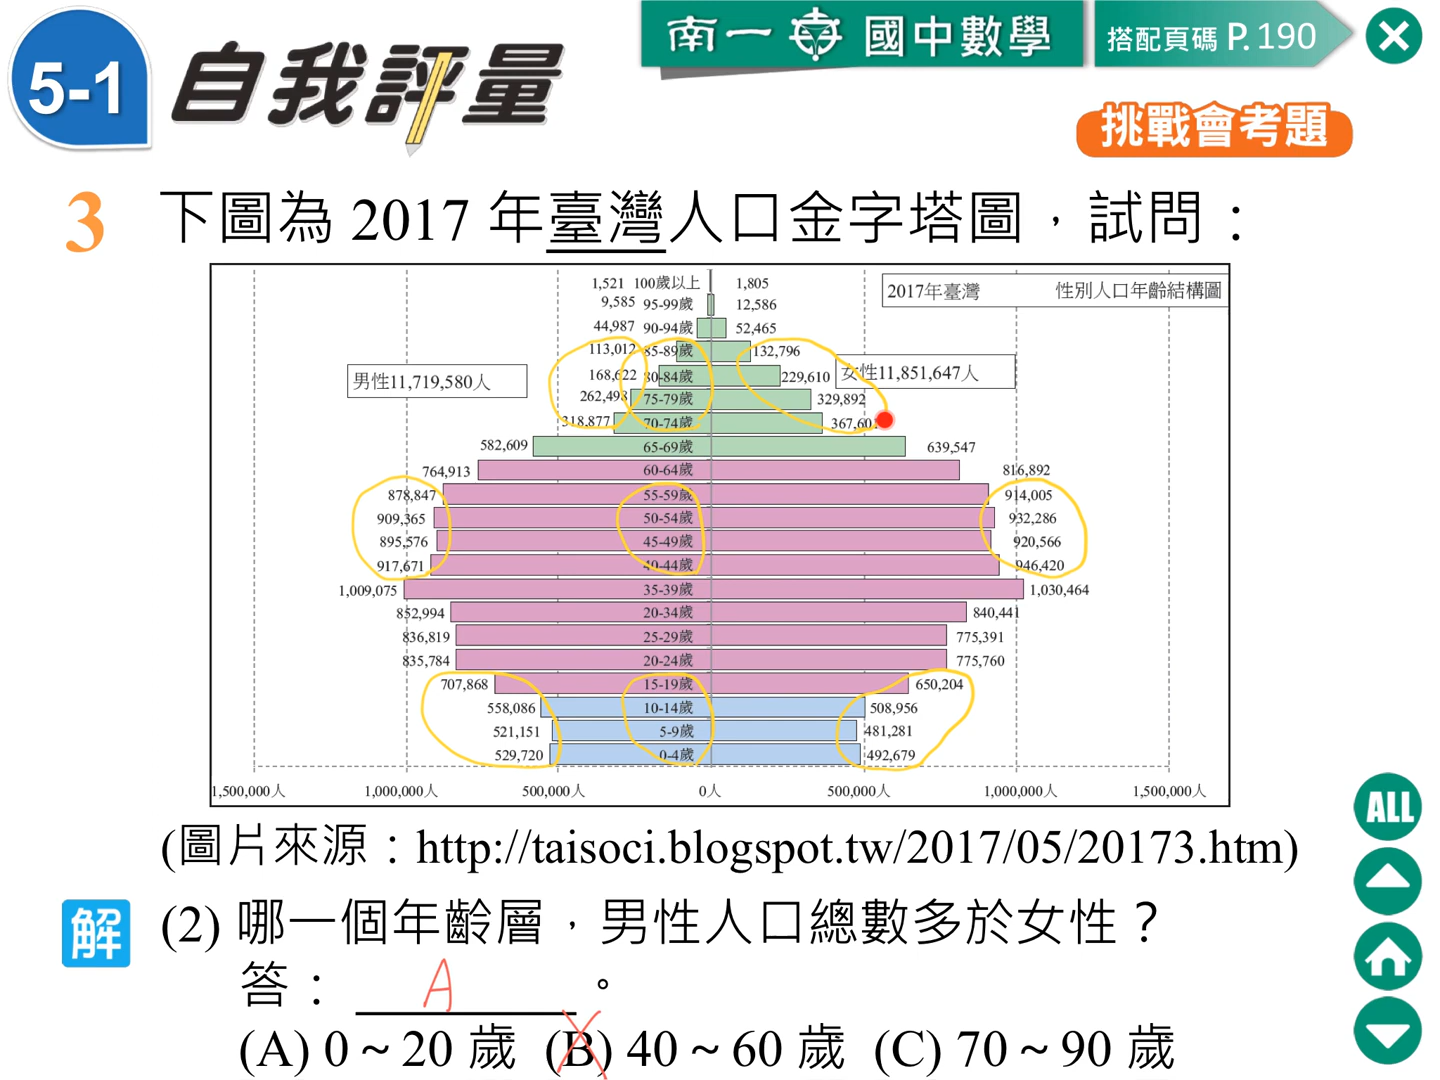 5-1 自我評量
南一 國中數學 搭配頁碼 P. 190
挑戰會考題
3 下圖為 2017 年臺灣人口金字塔圖，試問：
2017年臺灣 性別人口年齡結構圖
男性11,719,580人
女性11,851,647人
1,521 100歲以上 1,805
9,585 95-99歲 12,586
44,987 90-94歲 52,465
113,012 85-89歲 132,796
168,622 80-84歲 229,610
262,498 75-79歲 329,892
318,877 70-74歲 367,60
582,609 65-69歲 639,547
764,913 60-64歲 816,892
878,847 55-59歲 914,005
909,365 50-54歲 932,286
895,576 45-49歲 920,566
917,671 40-44歲 946,420
1,009,075 35-39歲 1,030,464
852,994 20-34歲 840,441
836,819 25-29歲 775,391
835,784 20-24歲 775,760
707,868 15-19歲 650,204
558,086 10-14歲 508,956
521,151 5-9歲 481,281
529,720 0-4歲 492,679
1,500,000人 1,000,000人 500,000人 0人 500,000人 1,000,000人 1,500,000人
(圖片來源：http://taisoci.blogspot.tw/2017/05/20173.htm)
解 (2) 哪一個年齡層，男性人口總數多於女性？
答： A 。
(A) 0～20 歲 (B) 40～60 歲 (C) 70～90 歲
ALL